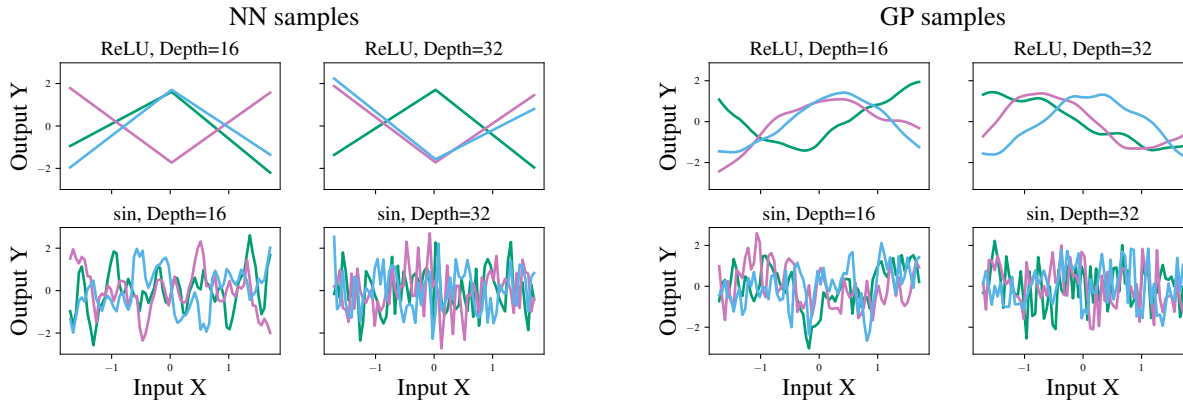 NN samples
GP samples
ReLU, Depth=16
ReLU, Depth=32
ReLU, Depth=16
ReLU, Depth=32
Output Y
2
0
−2
Output Y
2
0
−2
sin, Depth=16
sin, Depth=32
sin, Depth=16
sin, Depth=32
Output Y
2
0
−2
Output Y
2
0
−2
−1
0
1
−1
0
1
−1
0
1
−1
0
1
Input X
Input X
Input X
Input X